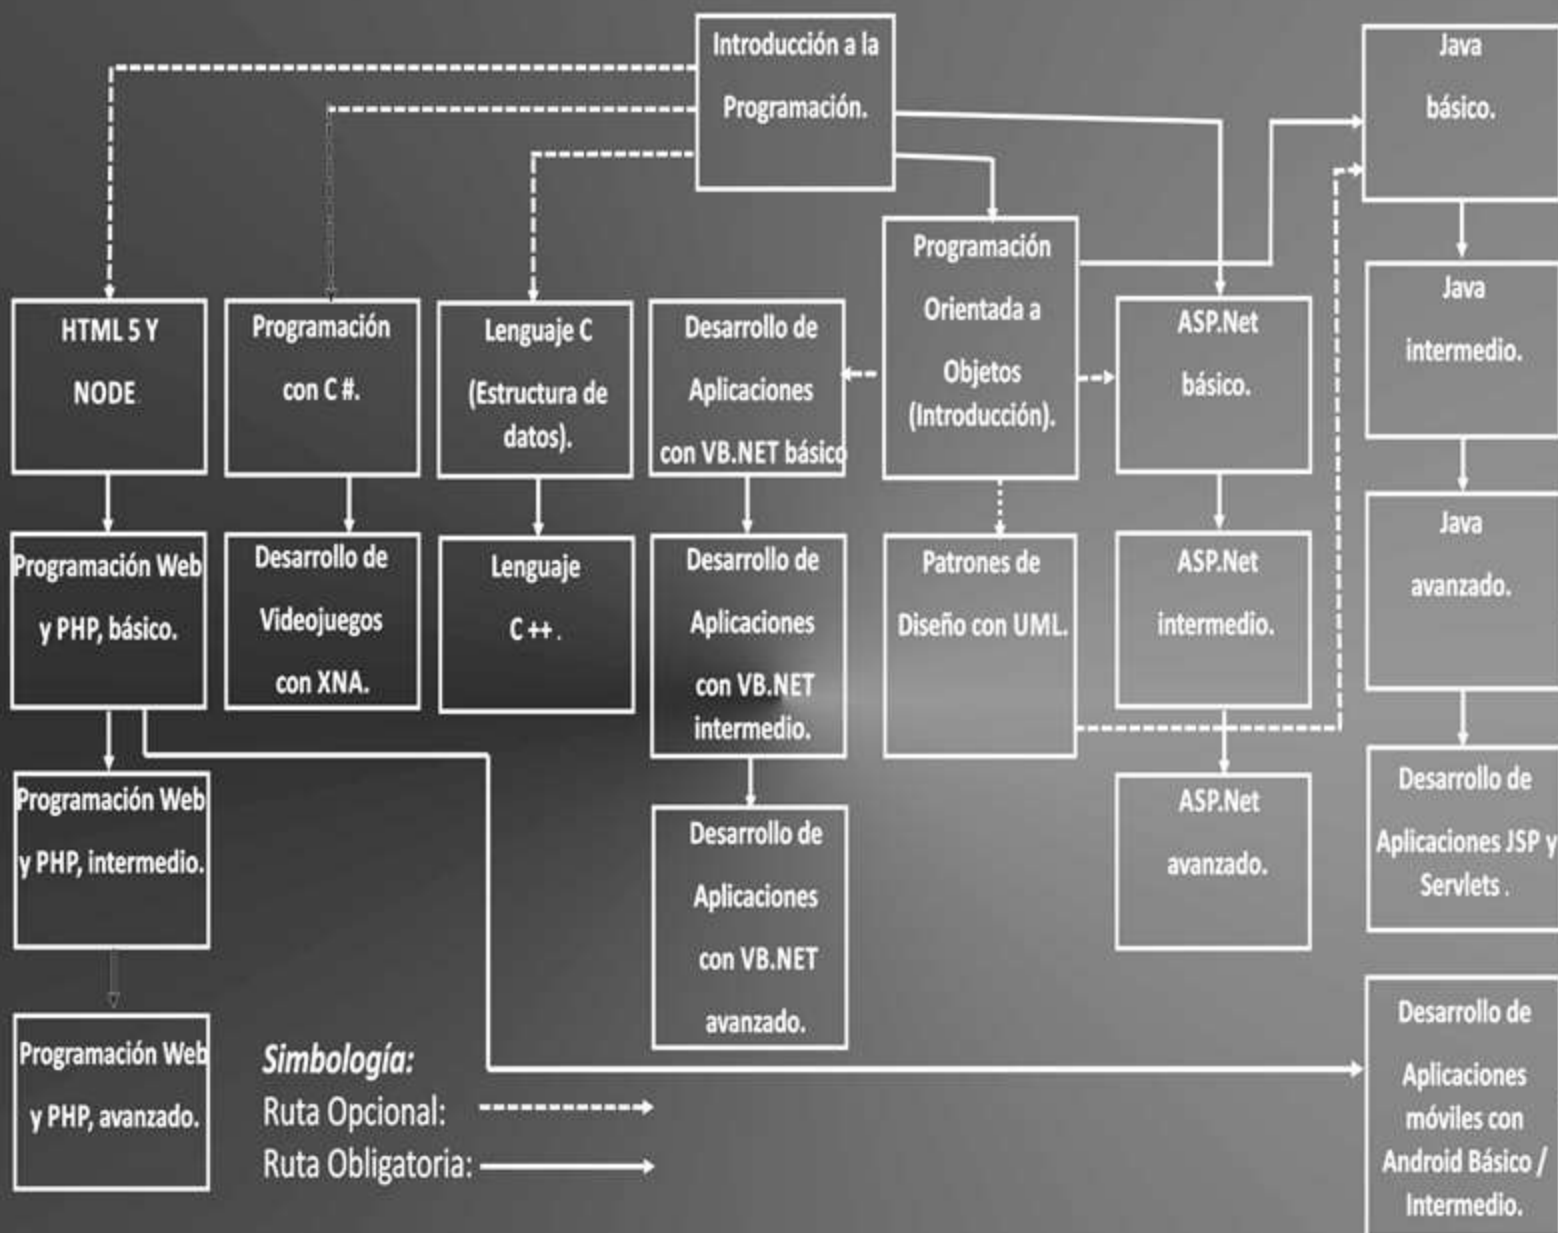 Introducción a la
Programación.
Java
básico.
Programación
Orientada a
Objetos
(Introducción).
HTML 5 Y
NODE
Programación
con C #.
Lenguaje C
(Estructura de
datos).
Desarrollo de
Aplicaciones
con VB.NET básico
ASP.Net
básico.
Java
intermedio.
Programación Web
y PHP, básico.
Desarrollo de
Videojuegos
con XNA.
Lenguaje
C ++ .
Desarrollo de
Aplicaciones
con VB.NET
intermedio.
Patrones de
Diseño con UML.
ASP.Net
intermedio.
Java
avanzado.
Programación Web
y PHP, intermedio.
Desarrollo de
Aplicaciones
con VB.NET
avanzado.
ASP.Net
avanzado.
Desarrollo de
Aplicaciones JSP y
Servlets .
Programación Web
y PHP, avanzado.
Simbología:
Ruta Opcional:
Ruta Obligatoria:
Desarrollo de
Aplicaciones
móviles con
Android Básico /
Intermedio.